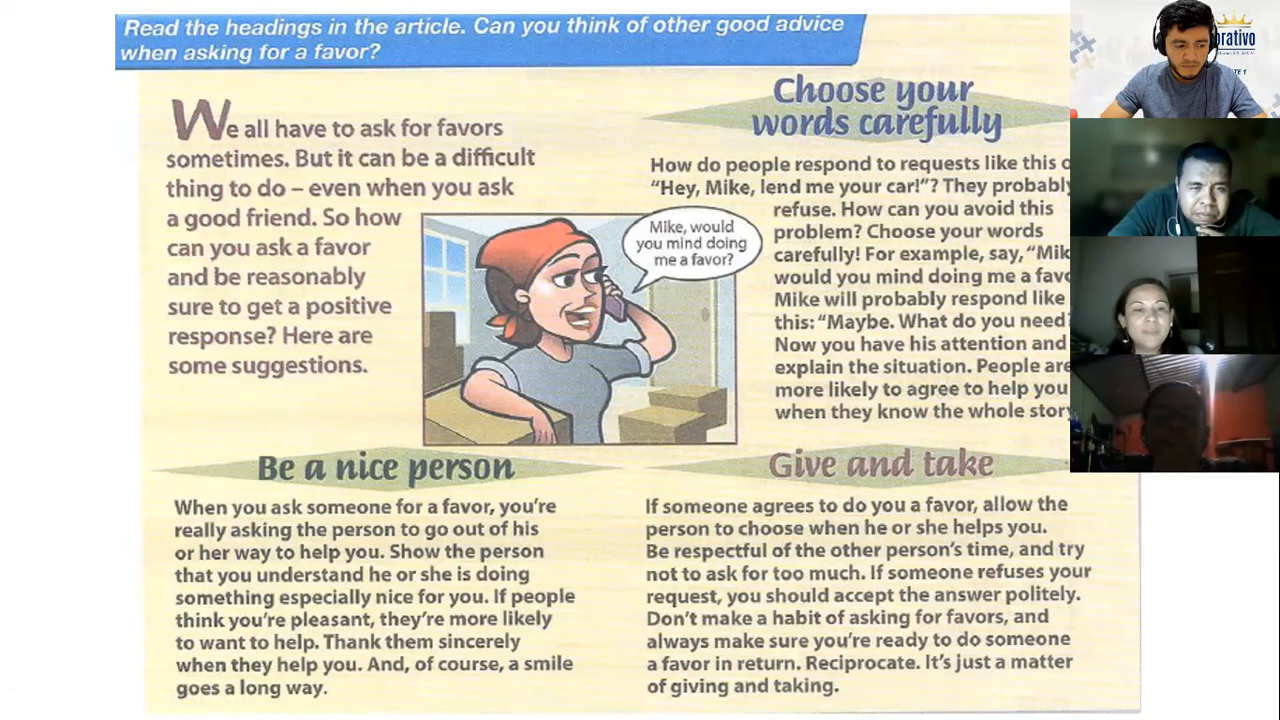 Read the headings in the article. Can you think of other good advice
when asking for a favor?
We all have to ask for favors
sometimes. But it can be a difficult
thing to do – even when you ask
a good friend. So how
can you ask a favor
and be reasonably
sure to get a positive
response? Here are
some suggestions.
Mike, would
you mind doing
me a favor?
Choose your
words carefully
How do people respond to requests like this
"Hey, Mike, lend me your car!"? They probably
refuse. How can you avoid this
problem? Choose your words
carefully! For example, say, "Mik
would you mind doing me a favo
Mike will probably respond like
this: "Maybe. What do you need?
Now you have his attention and
explain the situation. People are
more likely to agree to help you
when they know the whole story
Be a nice person
When you ask someone for a favor, you're
really asking the person to go out of his
or her way to help you. Show the person
that you understand he or she is doing
something especially nice for you. If people
think you're pleasant, they're more likely
to want to help. Thank them sincerely
when they help you. And, of course, a smile
goes a long way.
Give and take
If someone agrees to do you a favor, allow the
person to choose when he or she helps you.
Be respectful of the other person's time, and try
not to ask for too much. If someone refuses your
request, you should accept the answer politely.
Don't make a habit of asking for favors, and
always make sure you're ready to do someone
a favor in return. Reciprocate. It's just a matter
of giving and taking.
orativo